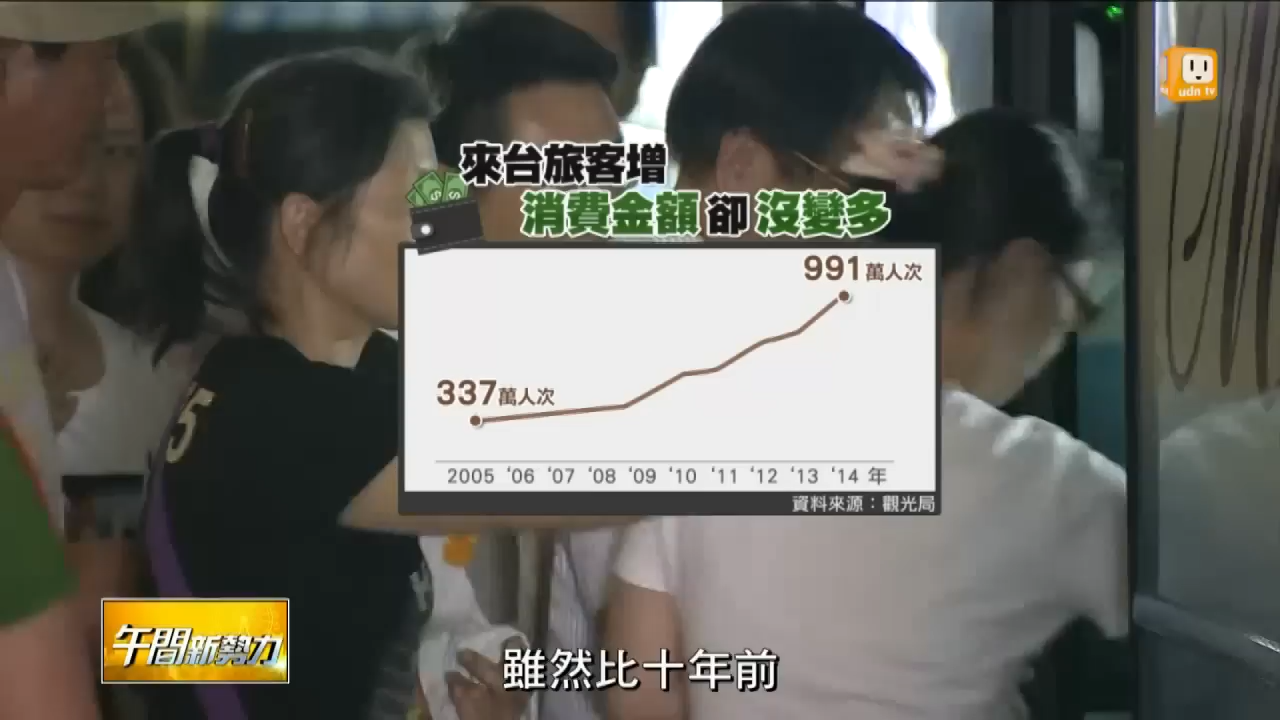 udn tv
來台旅客增
消費金額卻沒變多
991萬人次
337萬人次
2005 '06 '07 '08 '09 '10 '11 '12 '13 '14 年
資料來源：觀光局
5
午間新勢力
雖然比十年前